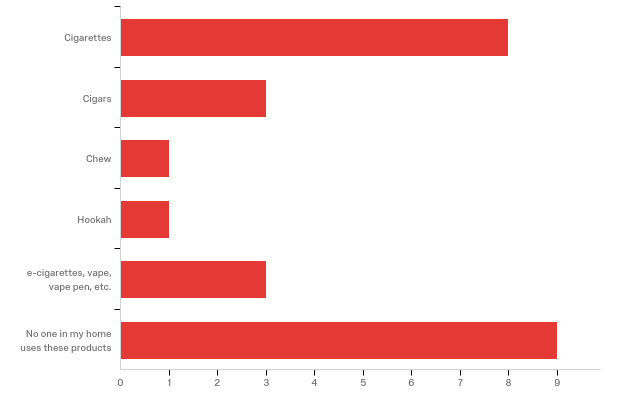 Cigarettes
Cigars
Chew
Hookah
e-cigarettes, vape,
vape pen, etc.
No one in my home
uses these products
0 1 2 3 4 5 6 7 8 9